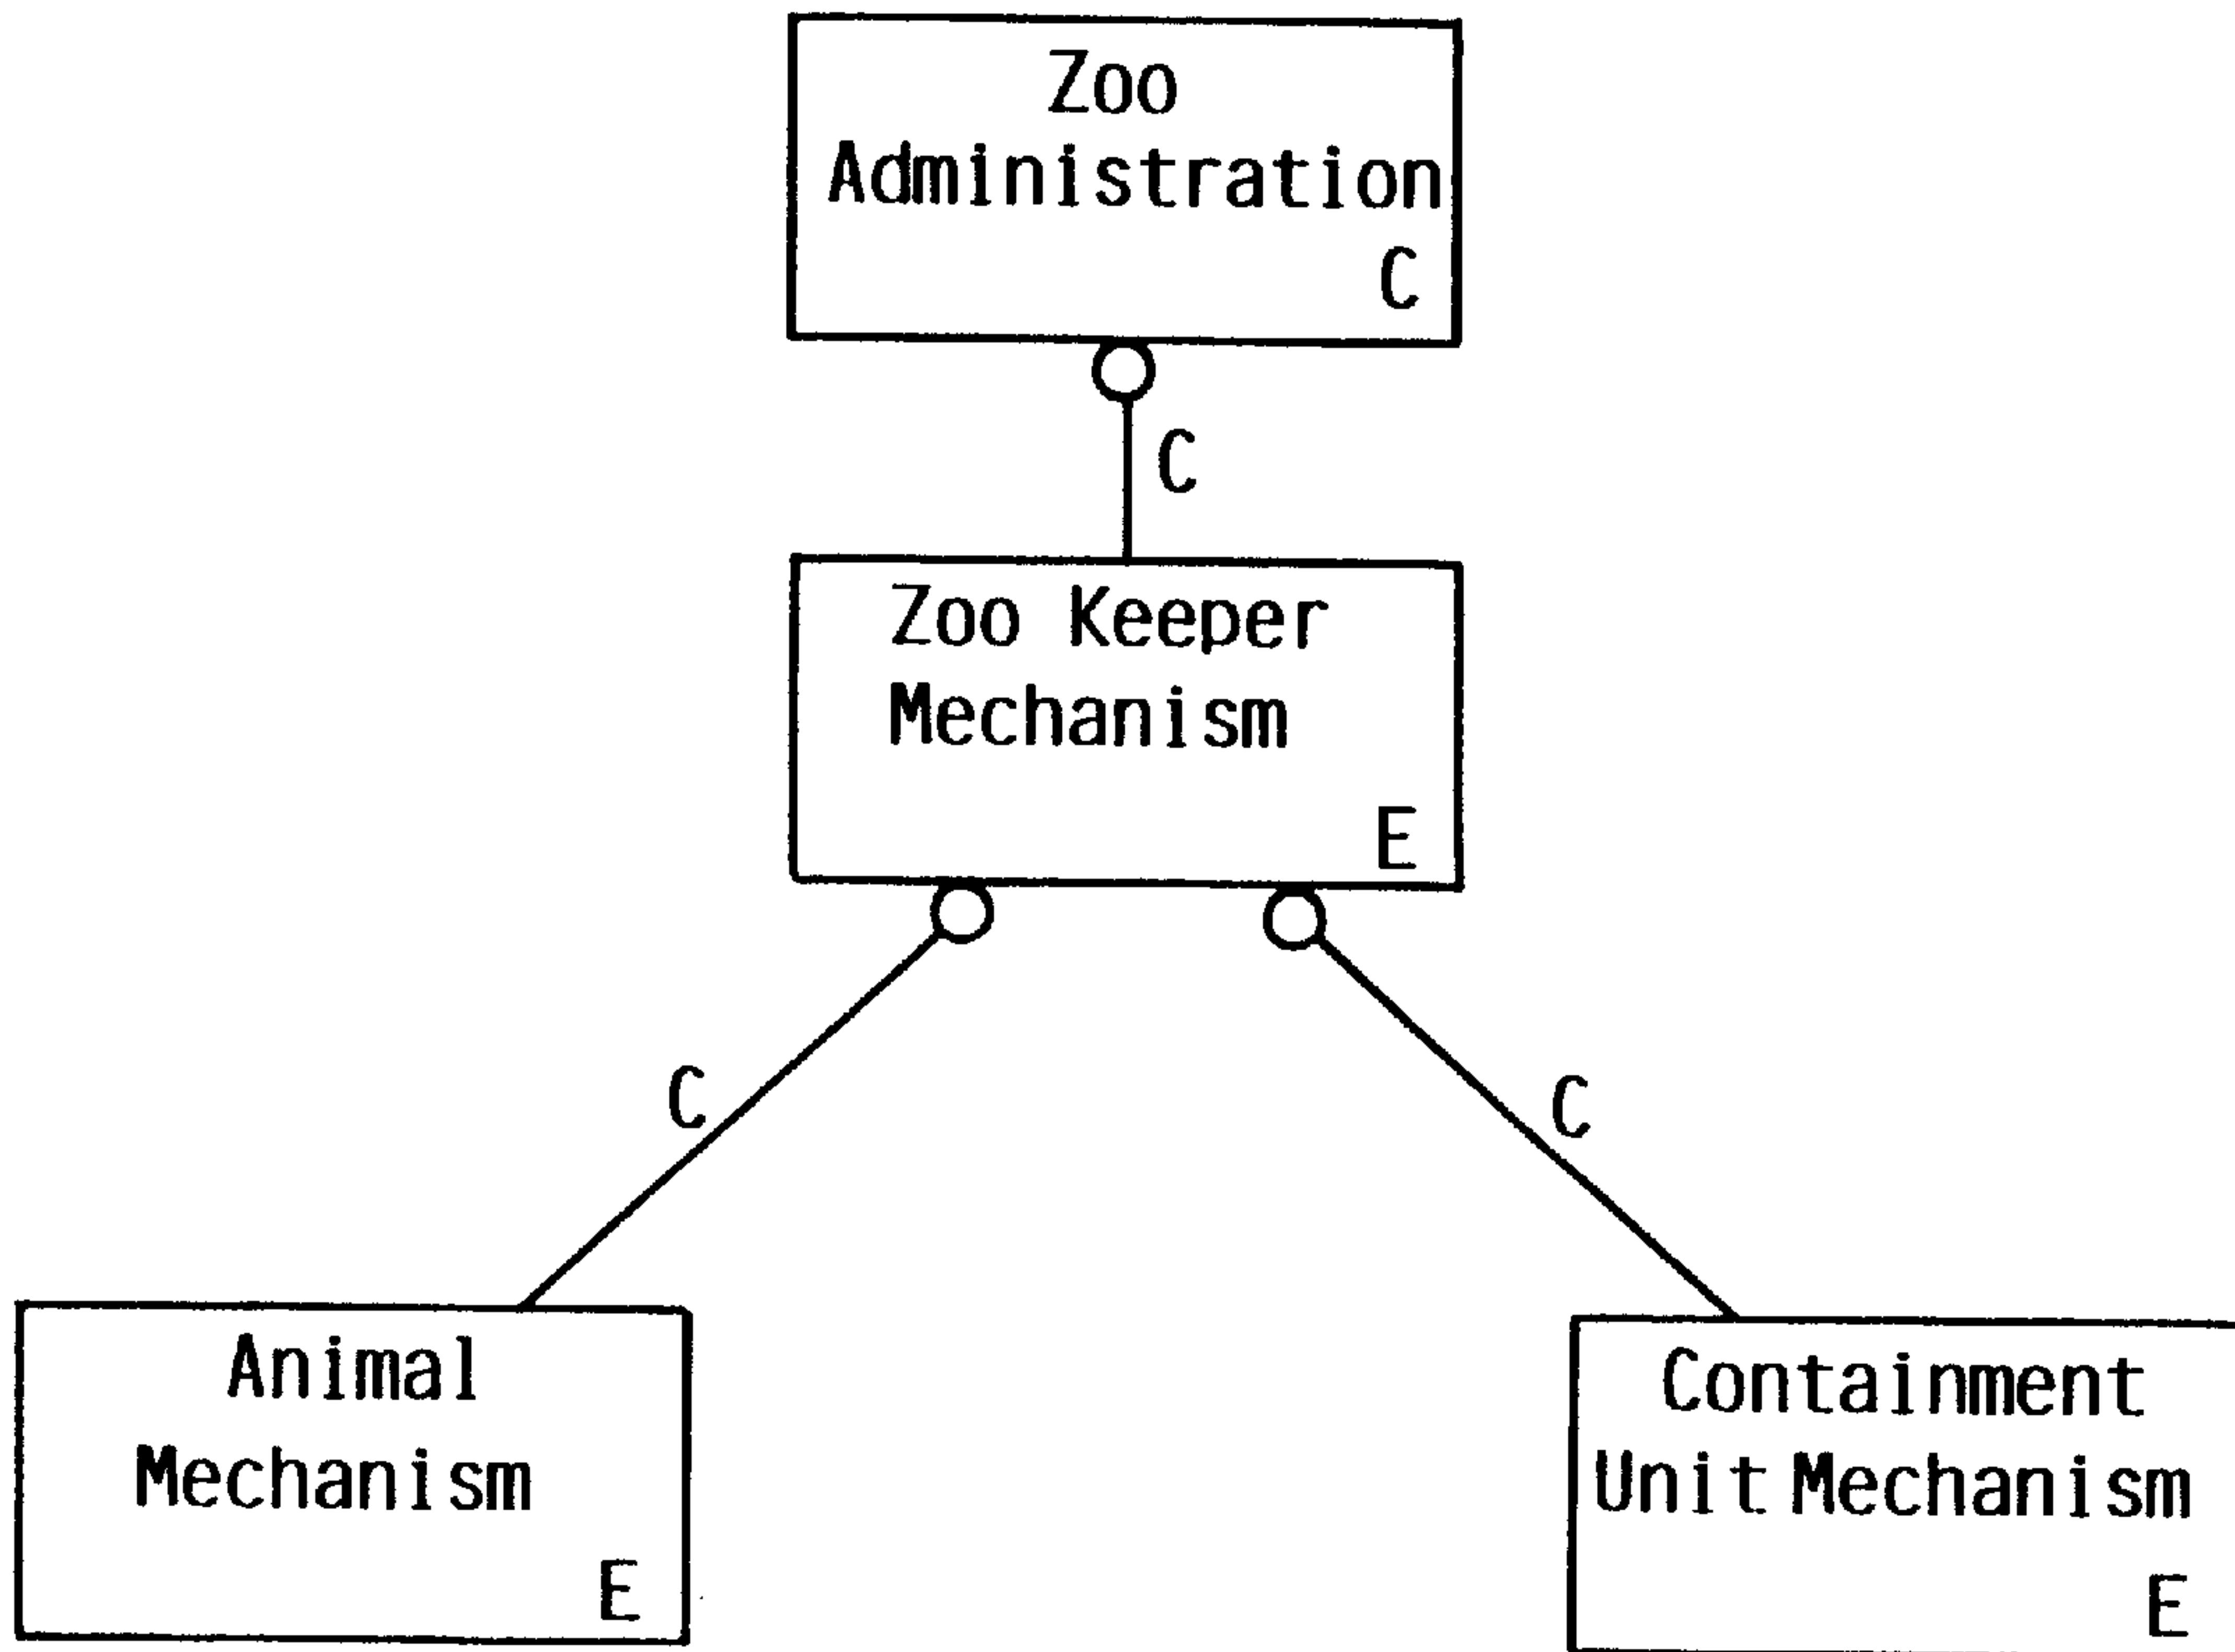 Zoo
Administration
C
C
Zoo Keeper
Mechanism
E
C
C
Animal
Mechanism
E
Containment
Unit Mechanism
E